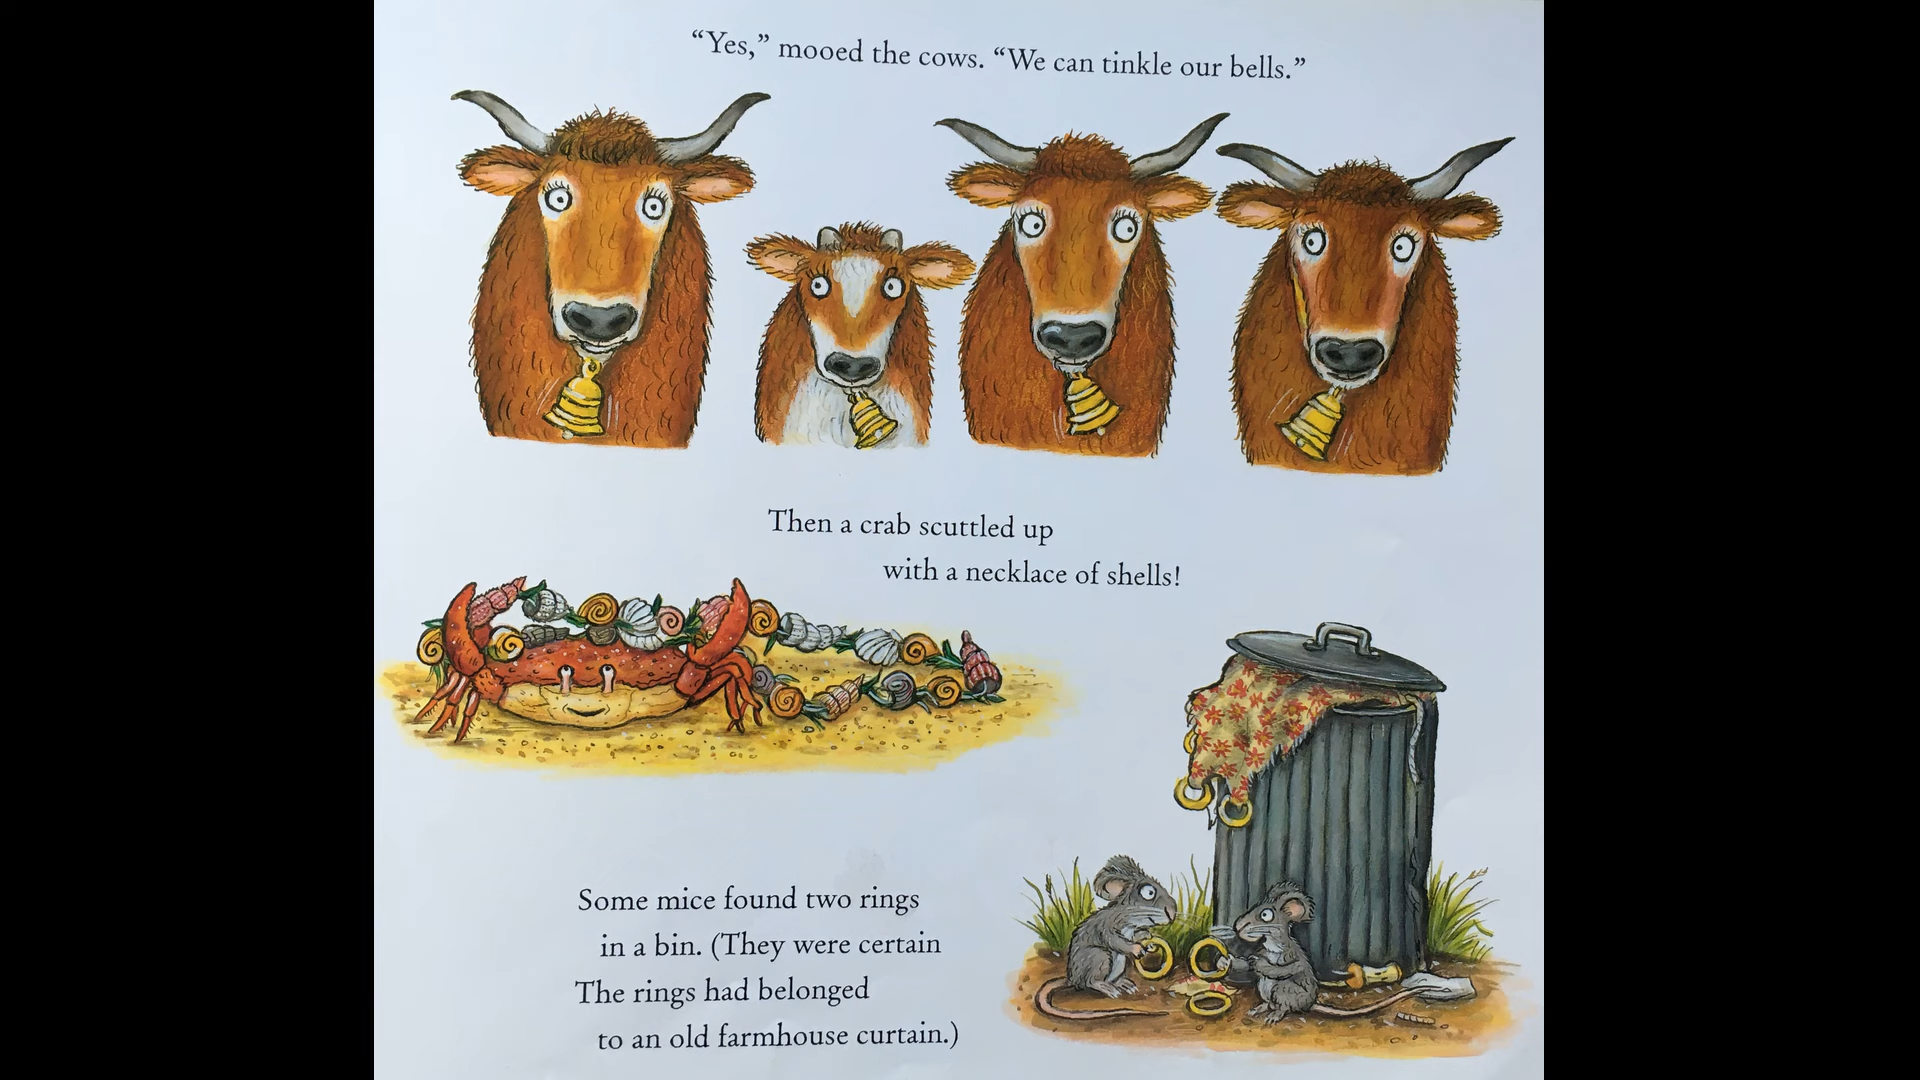 “Yes,” mooed the cows. “We can tinkle our bells.”
Then a crab scuttled up
with a necklace of shells!
Some mice found two rings
in a bin. (They were certain
The rings had belonged
to an old farmhouse curtain.)